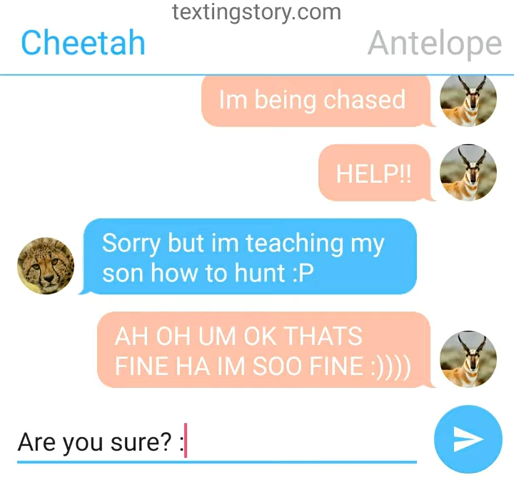 textingstory.com
Cheetah
Antelope
Im being chased
HELP!!
Sorry but im teaching my
son how to hunt :P
AH OH UM OK THATS
FINE HA IM SOO FINE :))))
Are you sure? :